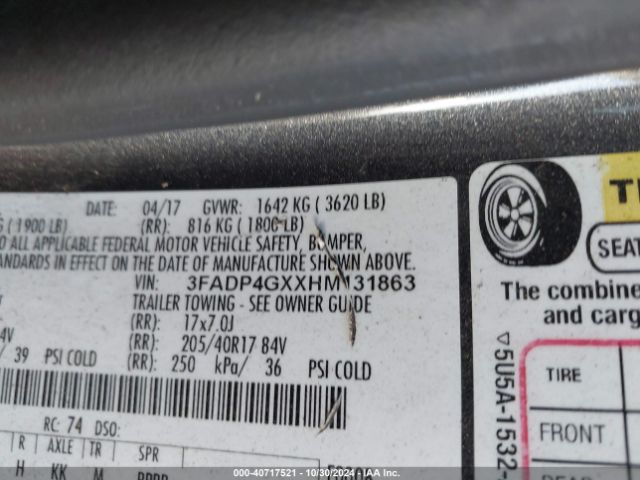 DATE: 04/17 GVWR: 1642 KG ( 3620 LB)
G ( 1900 LB) (RR): 816 KG ( 1800 LB)
O ALL APPLICABLE FEDERAL MOTOR VEHICLE SAFETY, BUMPER,
STANDARDS IN EFFECT ON THE DATE OF MANUFACTURE SHOWN ABOVE.
VIN: 3FADP4GXXHM131863
TRAILER TOWING - SEE OWNER GUIDE
(RR): 17x7.0J
4V (RR): 205/40R17 84V
/ 39 PSI COLD (RR): 250 kPa/ 36 PSI COLD
RC: 74 DSO:
R AXLE TR SPR
H KK M
SEAT
The combine
and carg
TIRE
FRONT
5U5A-1532-
000-40717521 - 10/30/2024 - IAA Inc.